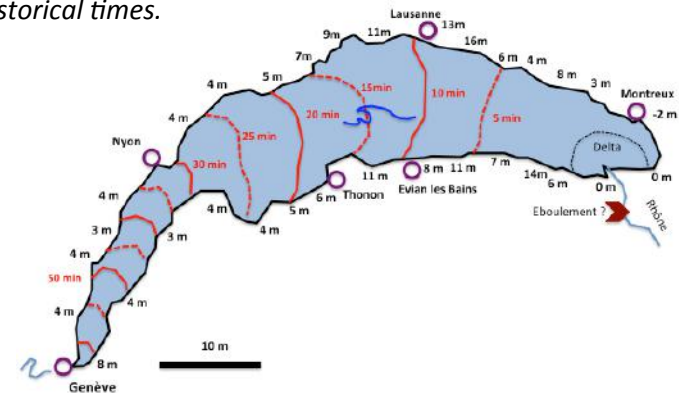 storical times.
Lausanne
13m
9m
11m
16m
7m
6 m
4 m
4 m
5 m
8 m
3 m
Montreux
-2 m
15min
10 min
4 m
20 min
5 min
25 min
Nyon
Delta
30 min
8 m
11 m
7 m
11 m
Evian les Bains
14m
6 m
0 m
0 m
4 m
6 m
Thonon
4 m
5 m
Eboulement ?
Rhône
3 m
3 m
4 m
4 m
50 min
4 m
4 m
10 m
8 m
Genève